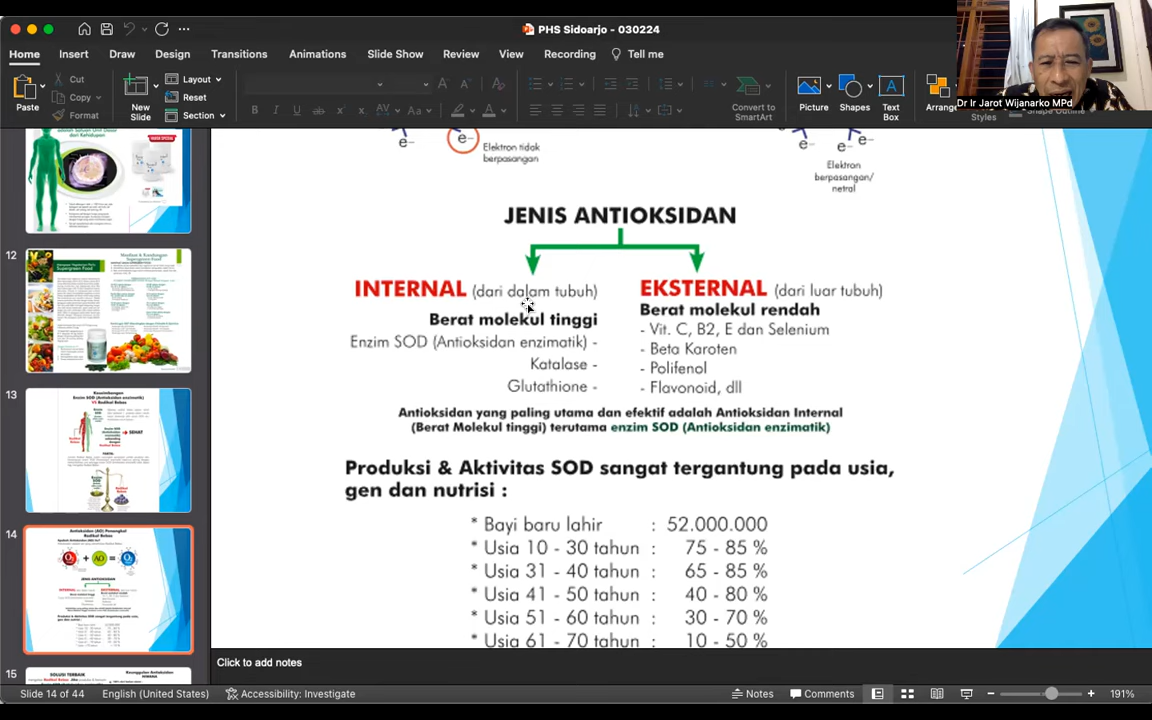 PHS Sidoarjo - 030224
Home Insert Draw Design Transitions Animations Slide Show Review View Recording Tell me
Paste
Cut
Copy
Format
New
Slide
Layout
Reset
Section
Convert to
SmartArt
Picture
Shapes
Text
Box
Arrange
Styles
Shape Outline
Dr Ir Jarot Wijanarko MPd
e-
e-
Elektron tidak
berpasangan
e-
e-
e-
Elektron
berpasangan/
netral
JENIS ANTIOKSIDAN
INTERNAL (dari dalam tubuh)
Berat molekul tinggi
Enzim SOD (Antioksidan enzimatik) -
Katalase -
Glutathione -
EKSTERNAL (dari luar tubuh)
Berat molekul rendah
- Vit. C, B2, E dan Selenium
- Beta Karoten
- Polifenol
- Flavonoid, dll
Antioksidan yang paling utama dan efektif adalah Antioksidan Internal
(Berat Molekul tinggi) terutama enzim SOD (Antioksidan enzimatik)
Produksi & Aktivitas SOD sangat tergantung pada usia,
gen dan nutrisi :
* Bayi baru lahir : 52.000.000
* Usia 10 - 30 tahun : 75 - 85 %
* Usia 31 - 40 tahun : 65 - 85 %
* Usia 41 - 50 tahun : 40 - 80 %
* Usia 51 - 60 tahun : 30 - 70 %
* Usia 61 - 70 tahun : 10 - 50 %
12
13
14
15
Click to add notes
Slide 14 of 44 English (United States) Accessibility: Investigate Notes Comments 191%